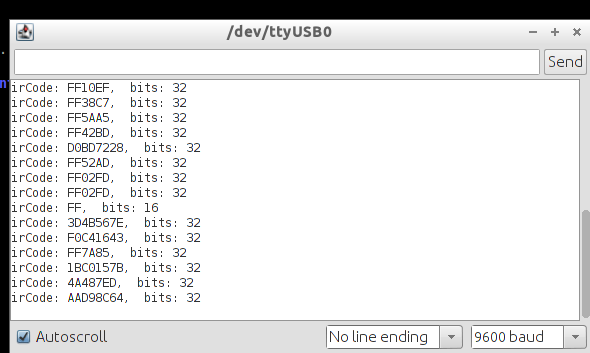 /dev/ttyUSB0
Send
irCode: FF10EF,  bits: 32
irCode: FF38C7,  bits: 32
irCode: FF5AA5,  bits: 32
irCode: FF42BD,  bits: 32
irCode: D0BD7228,  bits: 32
irCode: FF52AD,  bits: 32
irCode: FF02FD,  bits: 32
irCode: FF02FD,  bits: 32
irCode: FF,  bits: 16
irCode: 3D4B567E,  bits: 32
irCode: F0C41643,  bits: 32
irCode: FF7A85,  bits: 32
irCode: 1BC0157B,  bits: 32
irCode: 4A487ED,  bits: 32
irCode: AAD98C64,  bits: 32
Autoscroll
No line ending
9600 baud